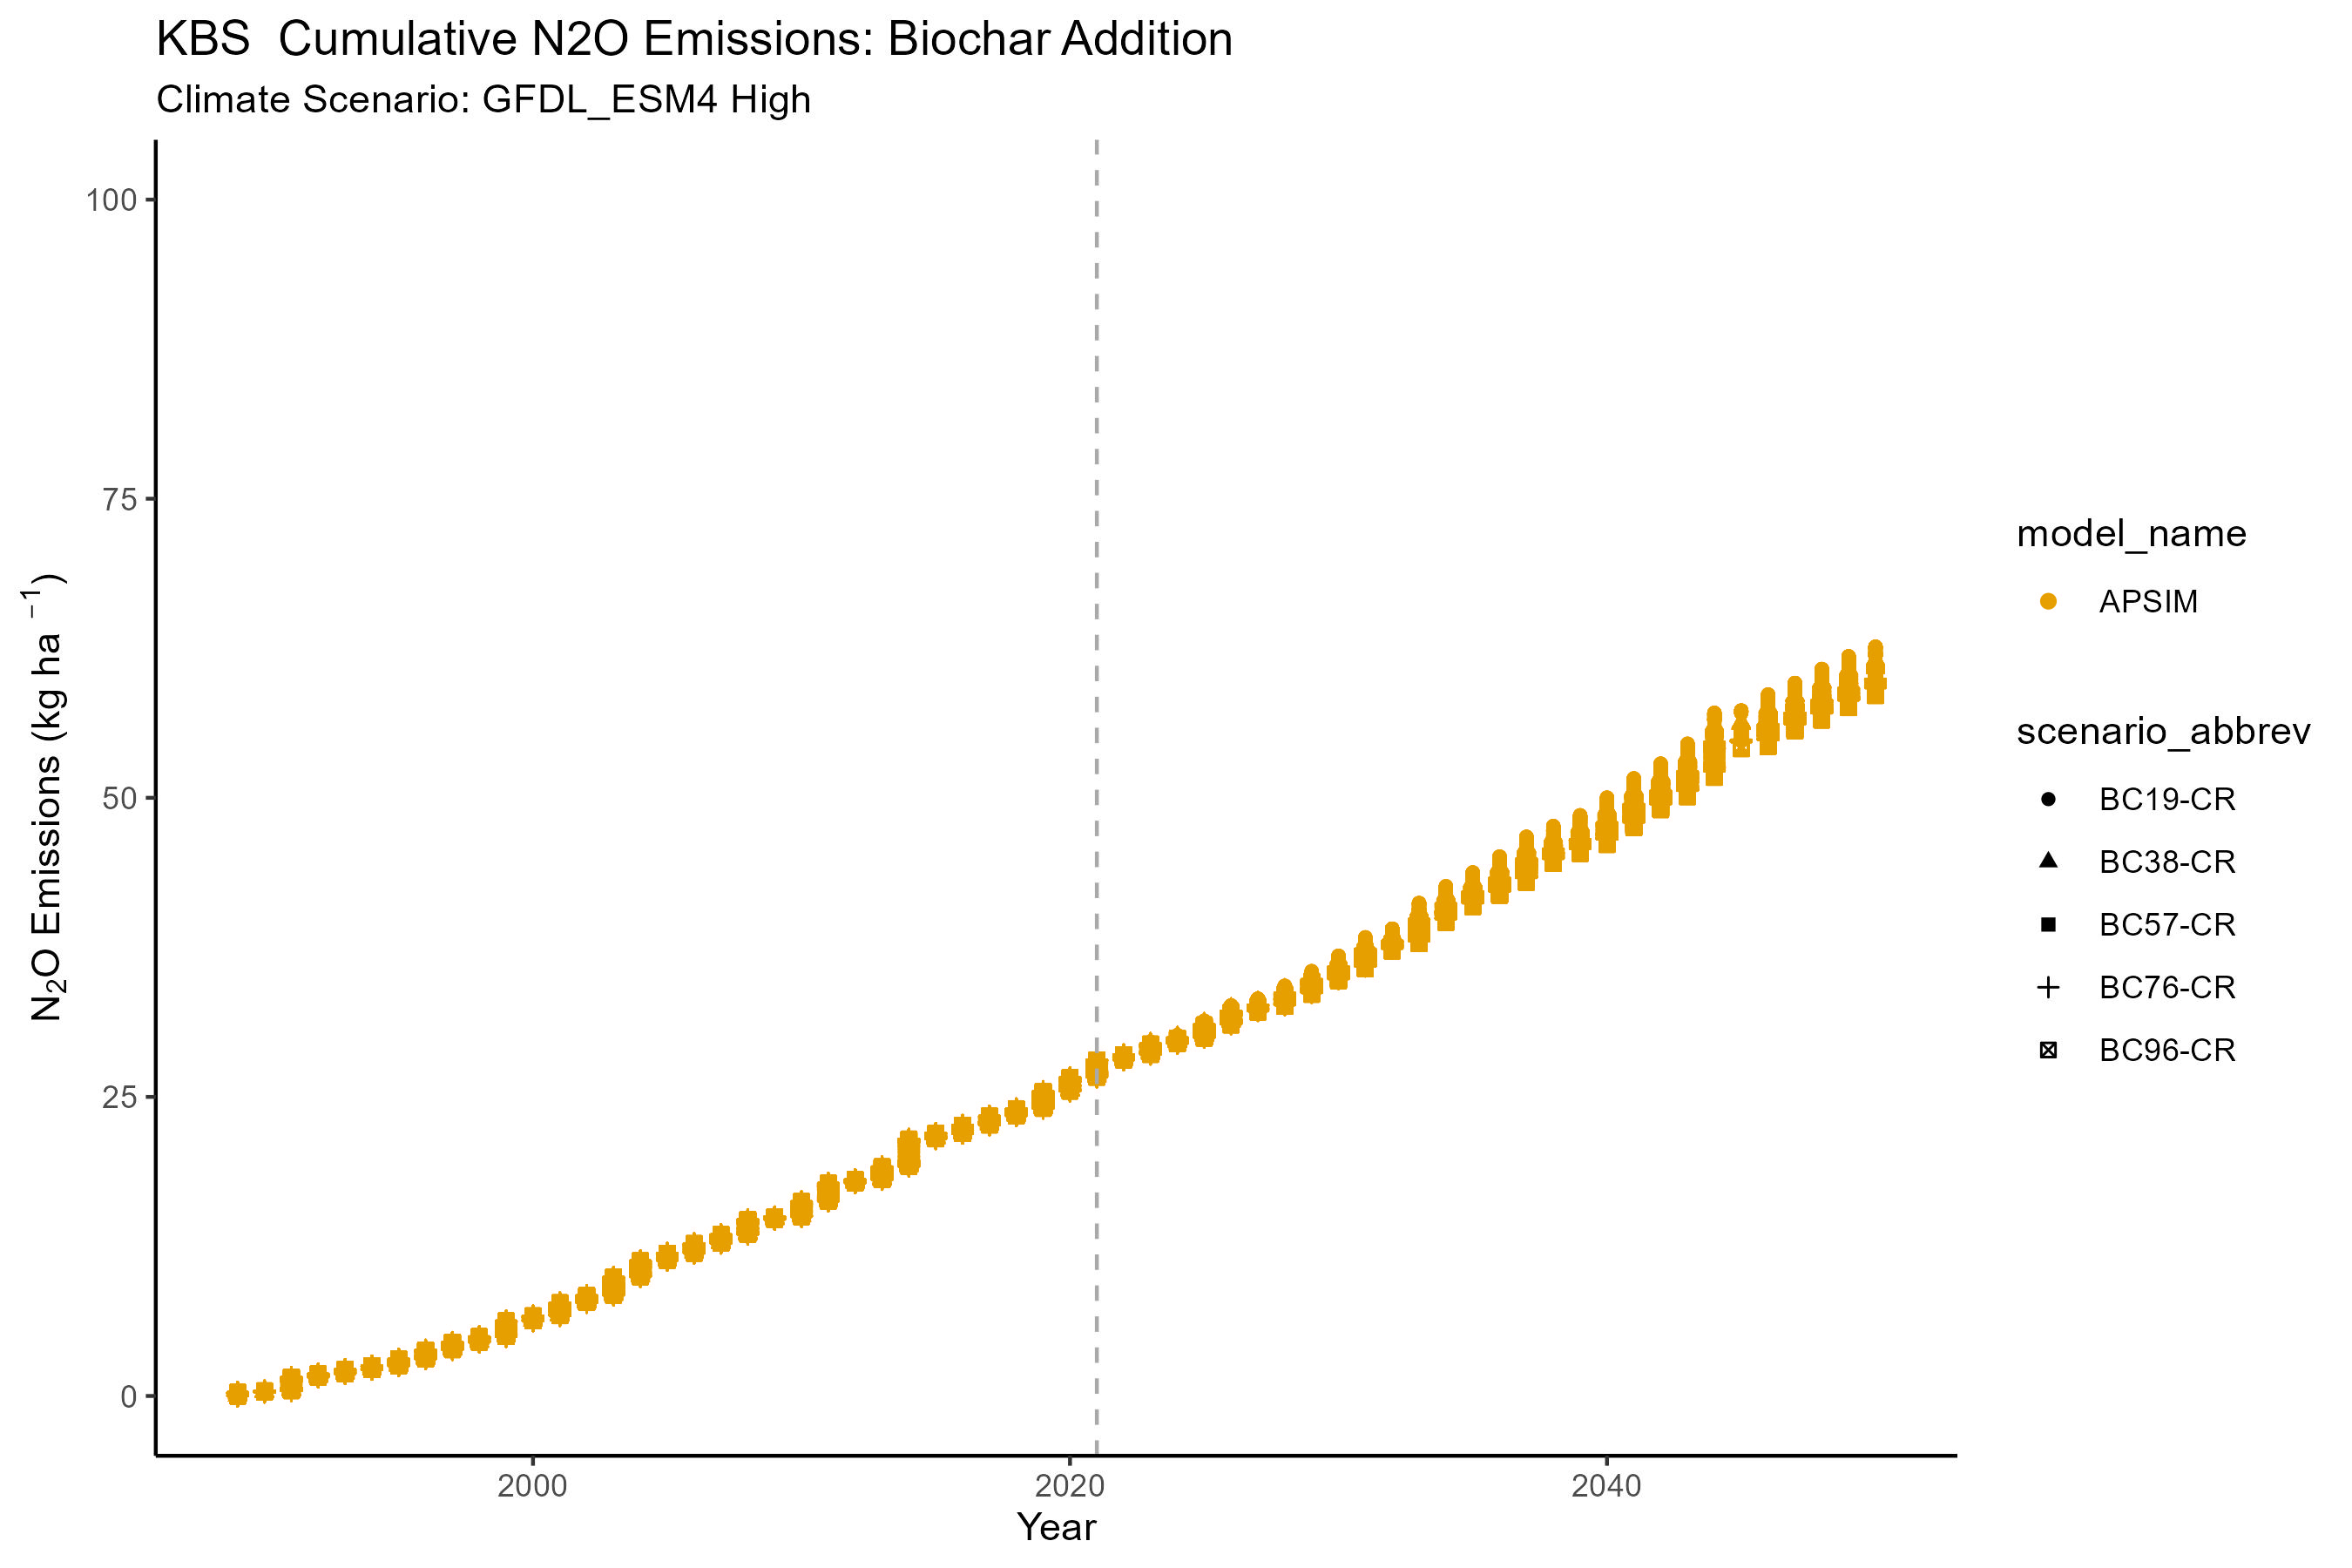 KBS  Cumulative N2O Emissions: Biochar Addition
Climate Scenario: GFDL_ESM4 High
N₂O Emissions (kg ha⁻¹)
100
75
50
25
0
2000
2020
2040
Year
model_name
APSIM
scenario_abbrev
BC19-CR
BC38-CR
BC57-CR
BC76-CR
BC96-CR